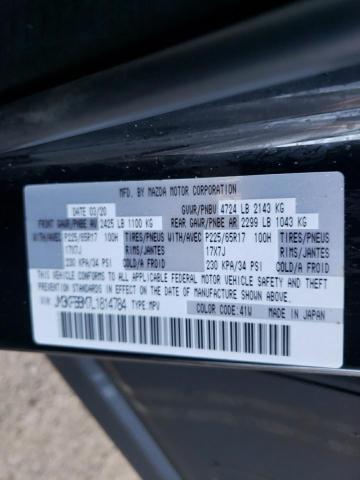 MFD. BY MAZDA MOTOR CORPORATION
DATE 03/20 GVWR/PNBV 4724 LB 2143 KG
FRONT GAWR/PNBE AV 2425 LB 1100 KG REAR GAWR/PNBE AR 2299 LB 1043 KG
WITH/AVEC P225/65R17 100H TIRES/PNEUS WITH/AVEC P225/65R17 100H TIRES/PNEUS
17X7J RIMS/JANTES 17X7J RIMS/JANTES
230 KPA/34 PSI COLD/A FROID 230 KPA/34 PSI COLD/A FROID
THIS VEHICLE CONFORMS TO ALL APPLICABLE FEDERAL MOTOR VEHICLE SAFETY, BUMPER, AND THEFT
PREVENTION STANDARDS IN EFFECT ON THE DATE OF MANUFACTURE SHOWN ABOVE.
VIN: TYPE: MPV
COLOR CODE: 41W MADE IN JAPAN